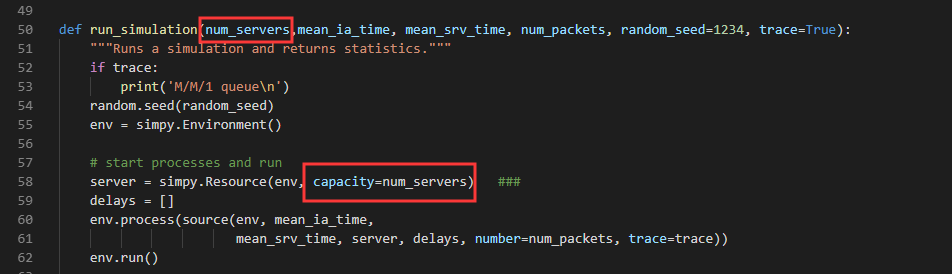 49
50 def run_simulation(num_servers,mean_ia_time, mean_srv_time, num_packets, random_seed=1234, trace=True):
51     """Runs a simulation and returns statistics."""
52     if trace:
53         print('M/M/1 queue\n')
54     random.seed(random_seed)
55     env = simpy.Environment()
56
57     # start processes and run
58     server = simpy.Resource(env, capacity=num_servers)   ###
59     delays = []
60     env.process(source(env, mean_ia_time,
61                        mean_srv_time, server, delays, number=num_packets, trace=trace))
62     env.run()